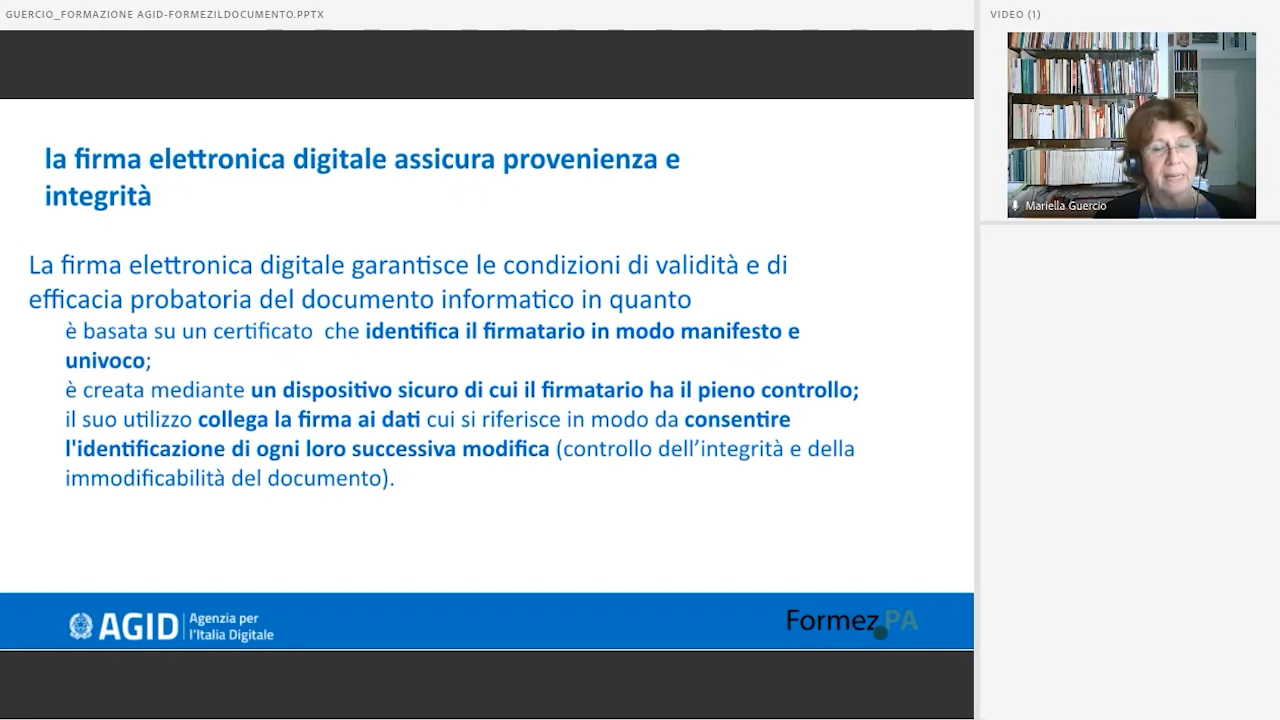 GUERCIO_FORMAZIONE AGID-FORMEZILDOCUMENTO.PPTX
VIDEO (1)
Mariella Guercio
la firma elettronica digitale assicura provenienza e
integrità
La firma elettronica digitale garantisce le condizioni di validità e di
efficacia probatoria del documento informatico in quanto
è basata su un certificato che identifica il firmatario in modo manifesto e
univoco;
è creata mediante un dispositivo sicuro di cui il firmatario ha il pieno controllo;
il suo utilizzo collega la firma ai dati cui si riferisce in modo da consentire
l'identificazione di ogni loro successiva modifica (controllo dell’integrità e della
immodificabilità del documento).
AGID
Agenzia per
l’Italia Digitale
Formez PA